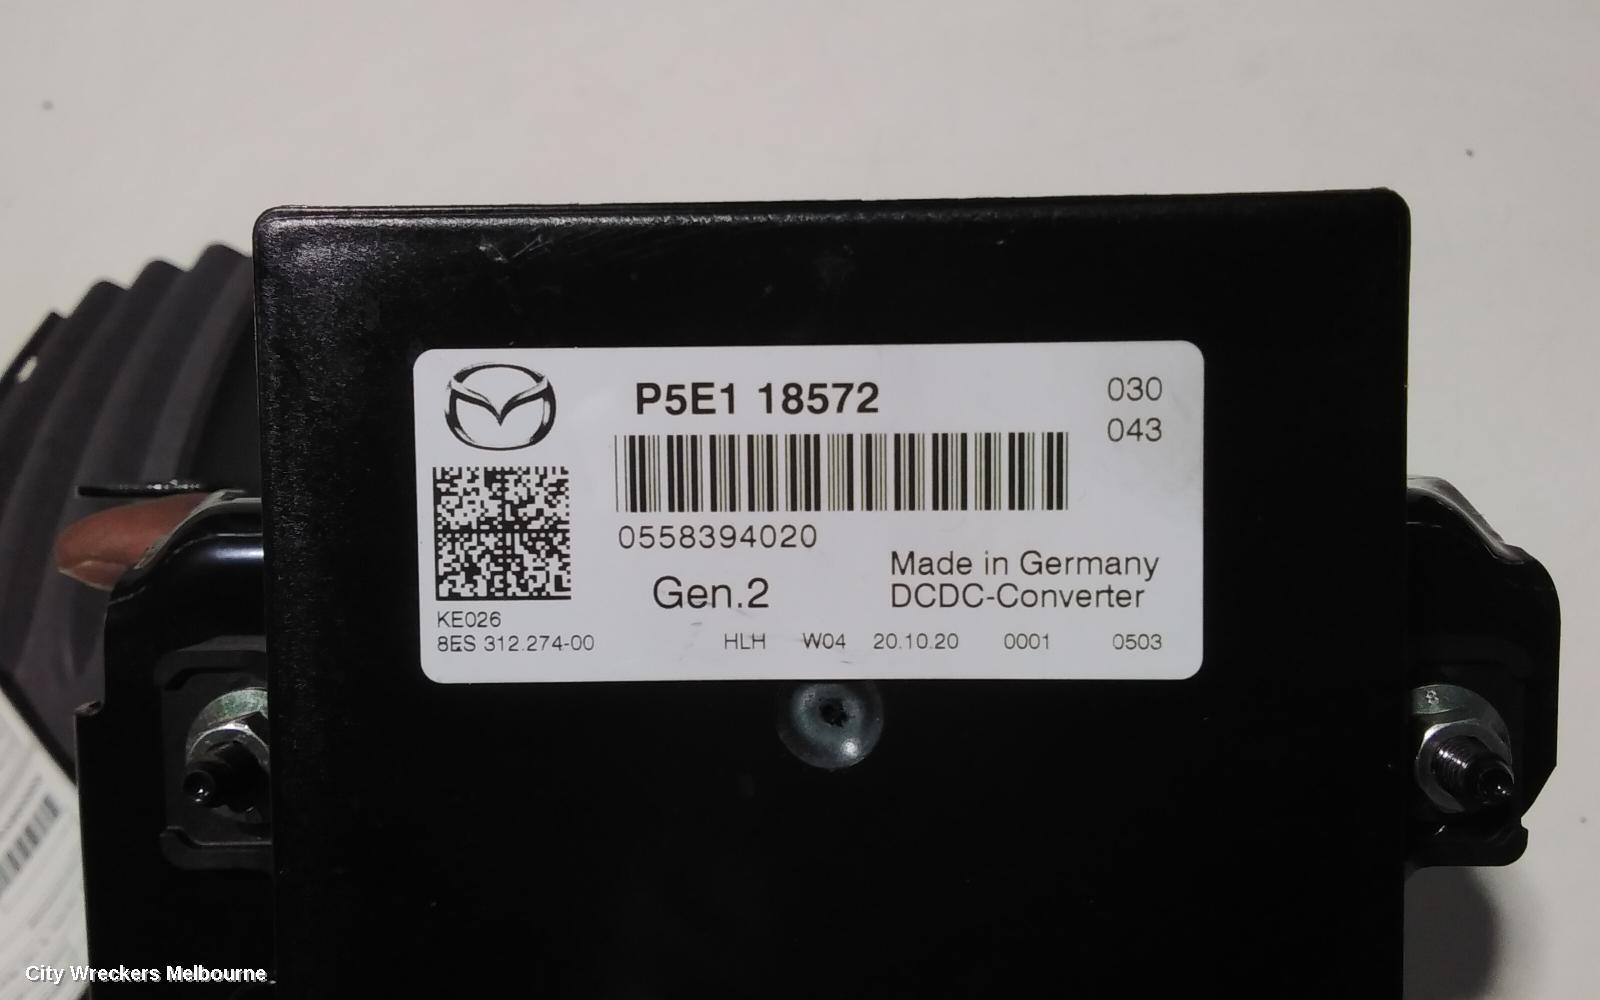 P5E1 18572
030
043
0558394020
Gen.2
Made in Germany
DCDC-Converter
KE026
8ES 312.274-00 HLH W04 20.10.20 0001 0503
8
City Wreckers Melbourne